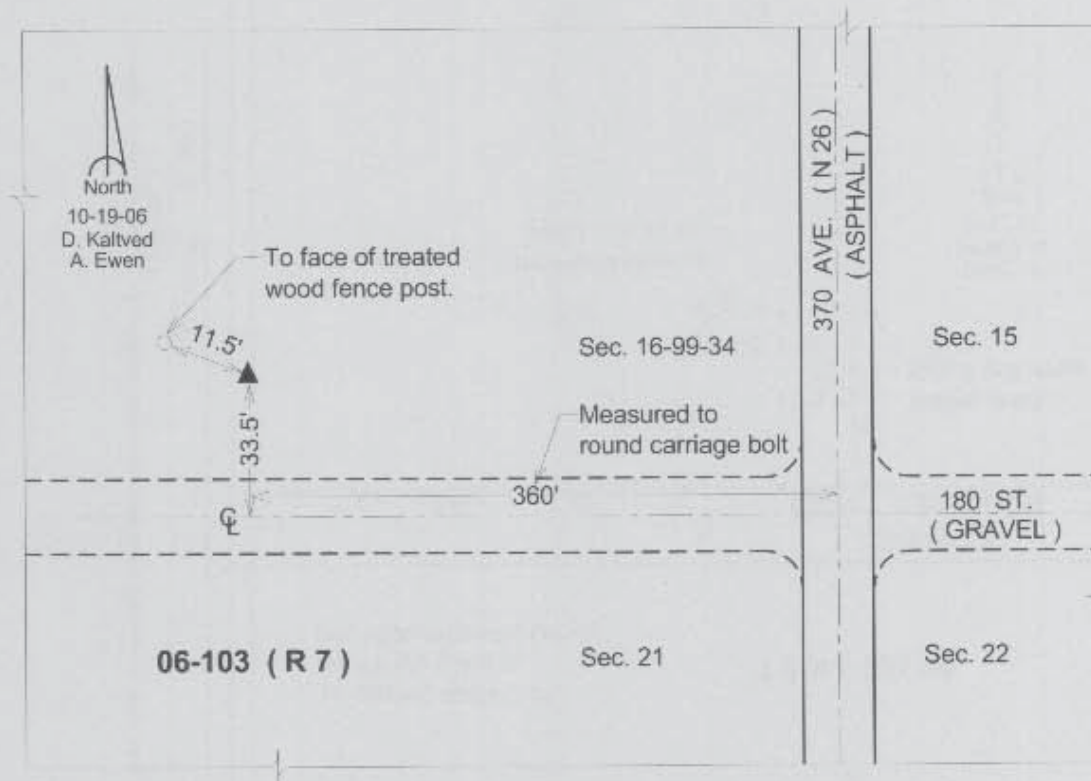 North
10-19-06
D. Kaltved
A. Ewen
To face of treated
wood fence post.
11.5'
33.5'
Sec. 16-99-34
370 AVE. ( N 26 )
( ASPHALT )
Sec. 15
Measured to
round carriage bolt
360'
℄
180 ST.
( GRAVEL )
06-103 ( R 7 )
Sec. 21
Sec. 22